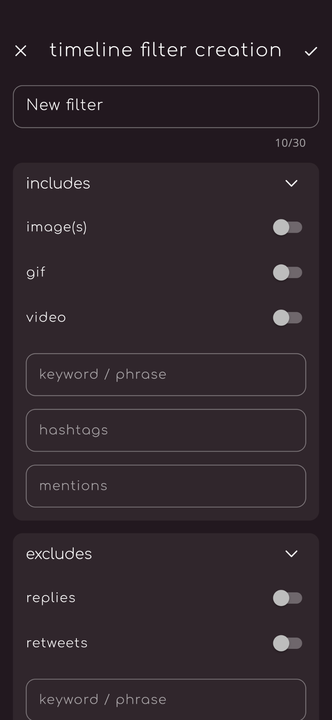 timeline filter creation
New filter
10/30
includes
image(s)
gif
video
keyword / phrase
hashtags
mentions
excludes
replies
retweets
keyword / phrase